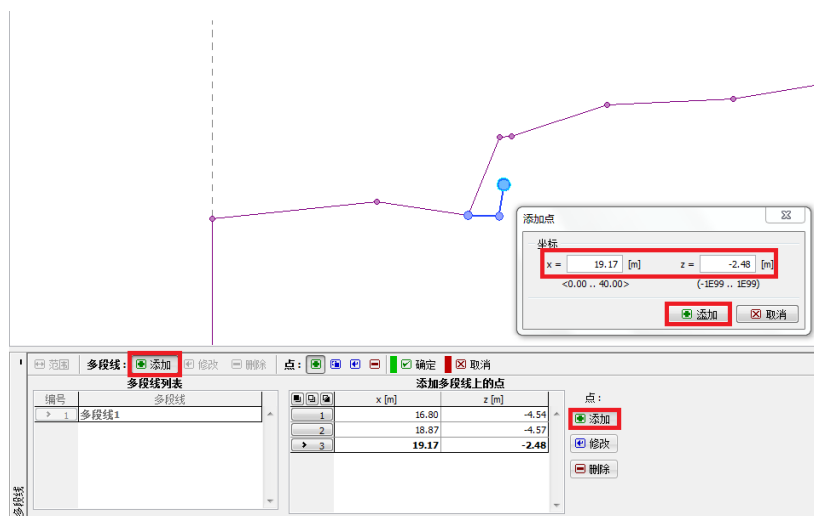 添加点
坐标
x = 19.17 [m] z = -2.48 [m]
<0.00 .. 40.00> (-1E99 .. 1E99)
添加 取消
范围 多段线: 添加 修改 删除 点: 确定 取消
多段线列表 添加多段线上的点
编号 多段线 x [m] z [m] 点:
1 多段线1 1 16.80 -4.54 添加
2 18.87 -4.57
3 19.17 -2.48 修改
删除
多段线